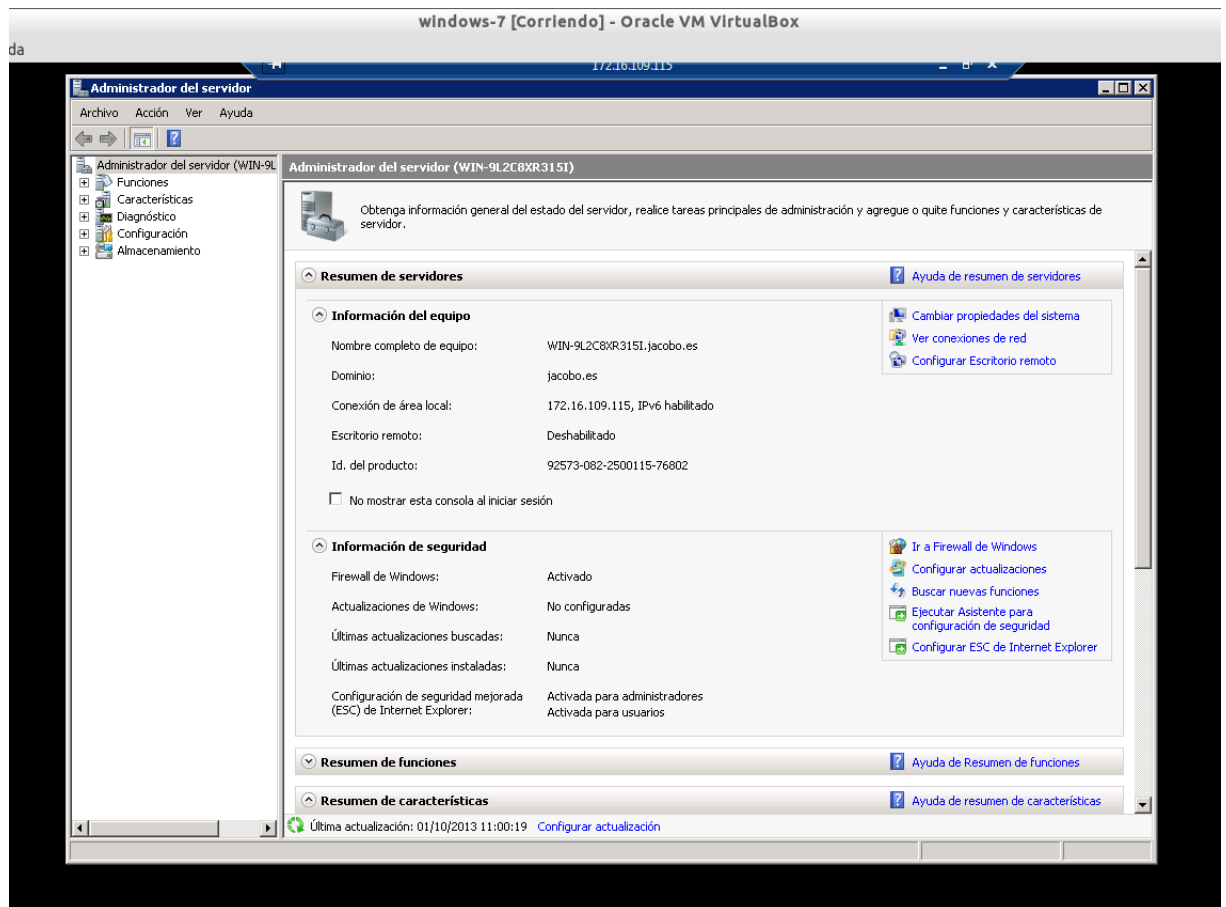 windows-7 [Corriendo] - Oracle VM VirtualBox
da
172.16.109.115
Administrador del servidor
Archivo Acción Ver Ayuda
Administrador del servidor (WIN-9L
Funciones
Características
Diagnóstico
Configuración
Almacenamiento
Administrador del servidor (WIN-9L2C8XR315I)
Obtenga información general del estado del servidor, realice tareas principales de administración y agregue o quite funciones y características de
servidor.
Resumen de servidores
Ayuda de resumen de servidores
Información del equipo
Nombre completo de equipo: WIN-9L2C8XR315I.jacobo.es
Dominio: jacobo.es
Conexión de área local: 172.16.109.115, IPv6 habilitado
Escritorio remoto: Deshabilitado
Id. del producto: 92573-082-2500115-76802
No mostrar esta consola al iniciar sesión
Cambiar propiedades del sistema
Ver conexiones de red
Configurar Escritorio remoto
Información de seguridad
Firewall de Windows: Activado
Actualizaciones de Windows: No configuradas
Últimas actualizaciones buscadas: Nunca
Últimas actualizaciones instaladas: Nunca
Configuración de seguridad mejorada Activada para administradores
(ESC) de Internet Explorer: Activada para usuarios
Ir a Firewall de Windows
Configurar actualizaciones
Buscar nuevas funciones
Ejecutar Asistente para
configuración de seguridad
Configurar ESC de Internet Explorer
Resumen de funciones
Ayuda de Resumen de funciones
Resumen de características
Ayuda de resumen de características
Última actualización: 01/10/2013 11:00:19 Configurar actualización